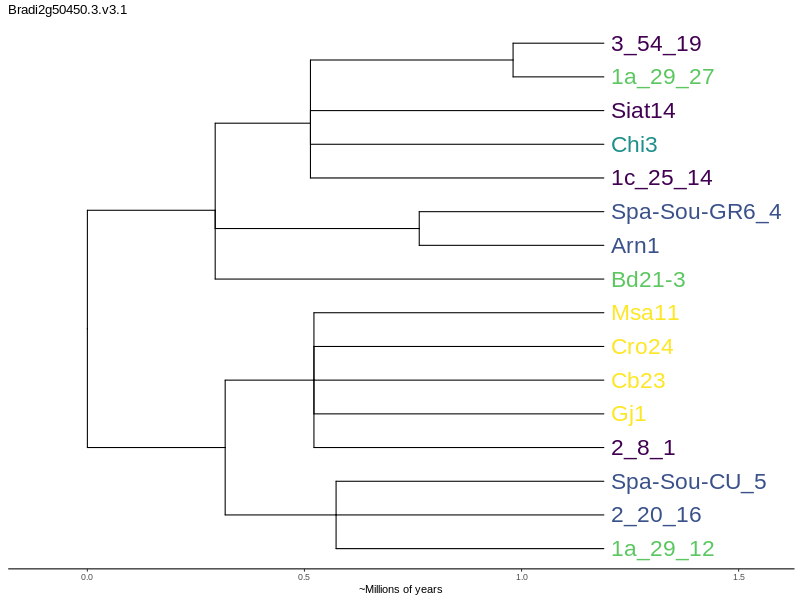 Bradi2g50450.3.v3.1
3_54_19
1a_29_27
Siat14
Chi3
1c_25_14
Spa-Sou-GR6_4
Arn1
Bd21-3
Msa11
Cro24
Cb23
Gj1
2_8_1
Spa-Sou-CU_5
2_20_16
1a_29_12
0.0 0.5 1.0 1.5
~Millions of years